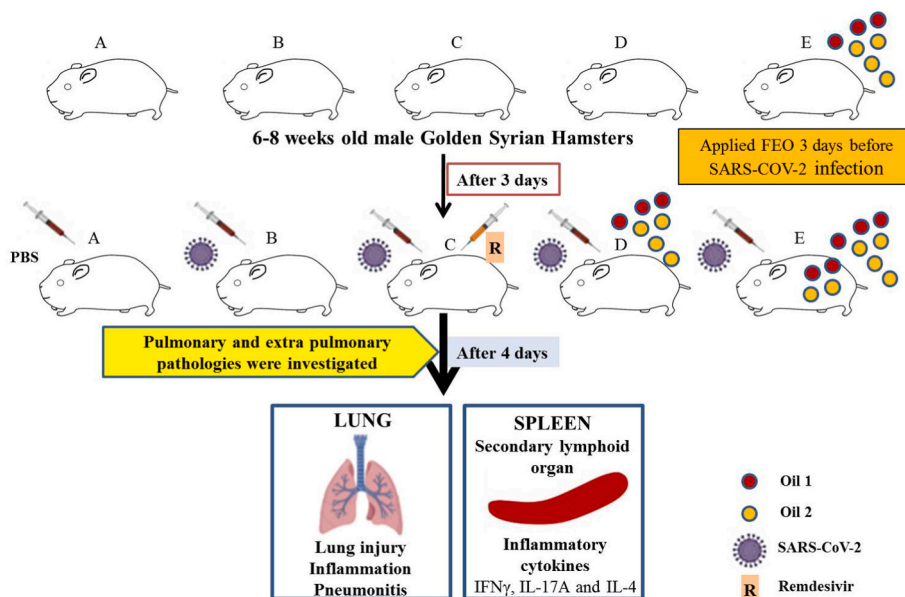 A
B
C
D
E
6-8 weeks old male Golden Syrian Hamsters
Applied FEO 3 days before
SARS-COV-2 infection
After 3 days
PBS
A
B
C
R
D
E
Pulmonary and extra pulmonary
pathologies were investigated
After 4 days
LUNG
Lung injury
Inflammation
Pneumonitis
SPLEEN
Secondary lymphoid
organ
Inflammatory
cytokines
IFNγ, IL-17A and IL-4
Oil 1
Oil 2
SARS-CoV-2
R
Remdesivir